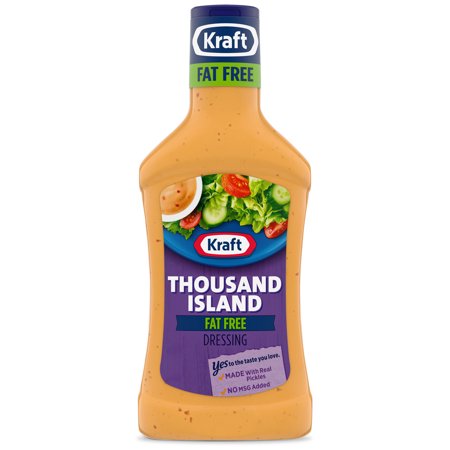 Kraft
FAT FREE
Kraft
THOUSAND
ISLAND
FAT FREE
DRESSING
Yes to the taste you love.
MADE With Real
Pickles
NO MSG Added